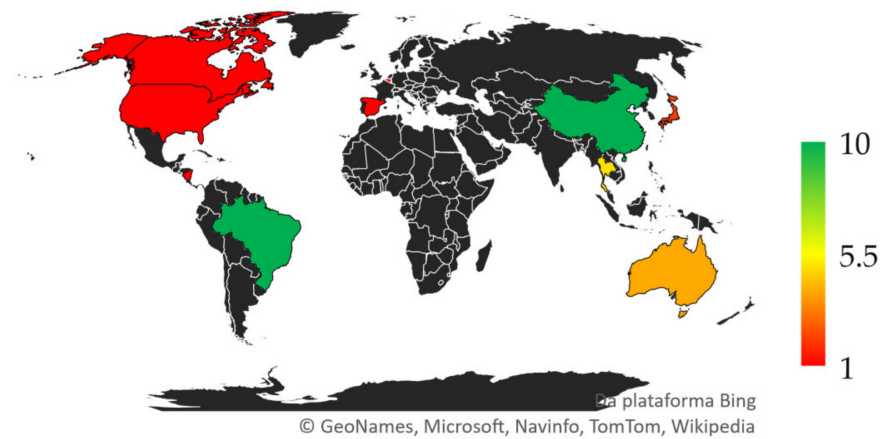 10
5.5
1
Da plataforma Bing
© GeoNames, Microsoft, Navinfo, TomTom, Wikipedia